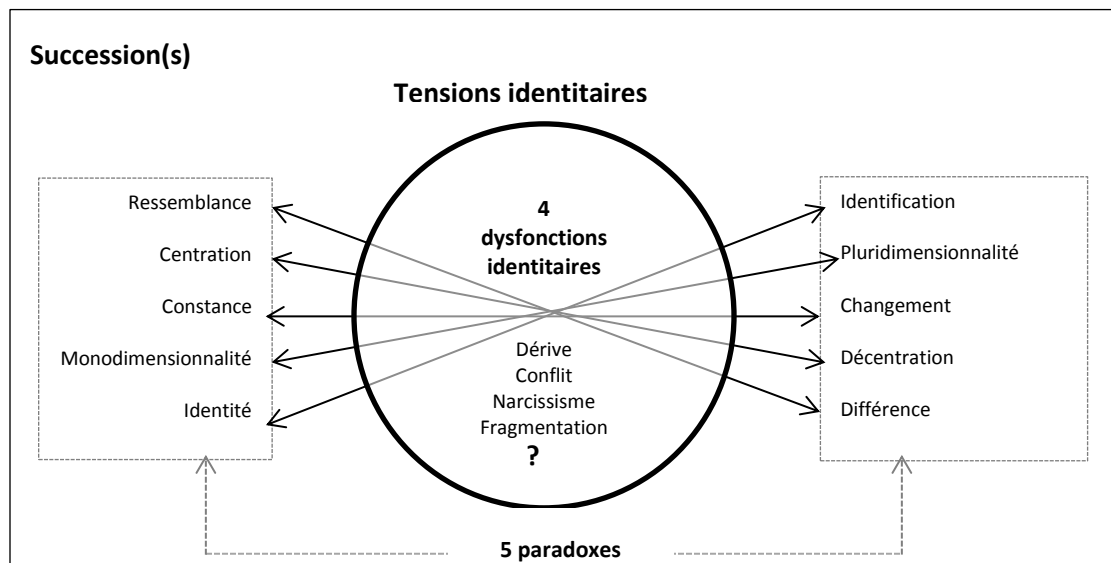 Succession(s)
Tensions identitaires
Ressemblance
Centration
Constance
Monodimensionnalité
Identité
4
dysfonctions
identitaires
Dérive
Conflit
Narcissisme
Fragmentation
?
Identification
Pluridimensionnalité
Changement
Décentration
Différence
5 paradoxes